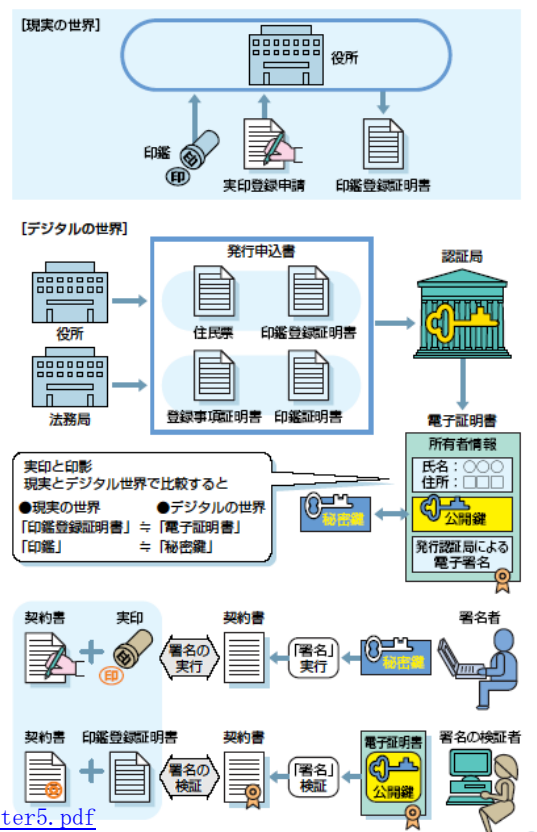 [現実の世界]
役所
印鑑
印
実印登録申請
印鑑登録証明書
[デジタルの世界]
発行申込書
認証局
役所
住民票
印鑑登録証明書
法務局
登録事項証明書
印鑑証明書
電子証明書
所有者情報
氏名：○○○
住所：□□□
公開鍵
発行認証局による
電子署名
秘密鍵
実印と印影
現実とデジタル世界で比較すると
●現実の世界 ●デジタルの世界
「印鑑登録証明書」≒「電子証明書」
「印鑑」 ≒「秘密鍵」
契約書
実印
印
署名の
実行
契約書
「署名」
実行
秘密鍵
署名者
契約書
印鑑登録証明書
署名の
検証
契約書
「署名」
検証
電子証明書
公開鍵
署名の検証者
ter5.pdf